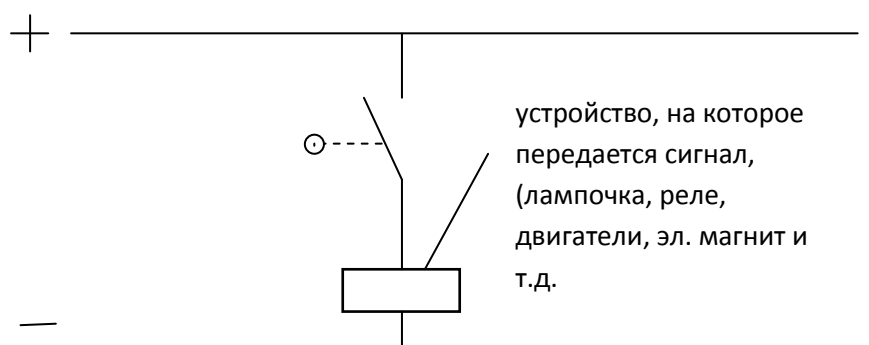 +
устройство, на которое
передается сигнал,
(лампочка, реле,
двигатели, эл. магнит и
т.д.
—